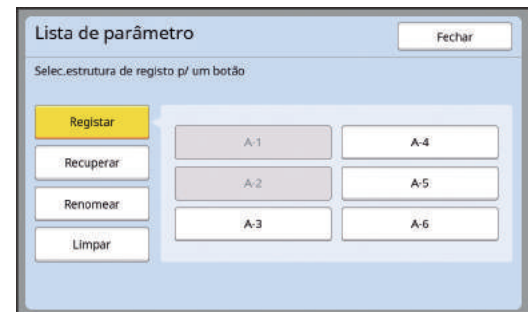 Lista de parâmetro
Fechar
Selec.estrutura de registo p/ um botão
Registar
Recuperar
Renomear
Limpar
A-1
A-4
A-2
A-5
A-3
A-6